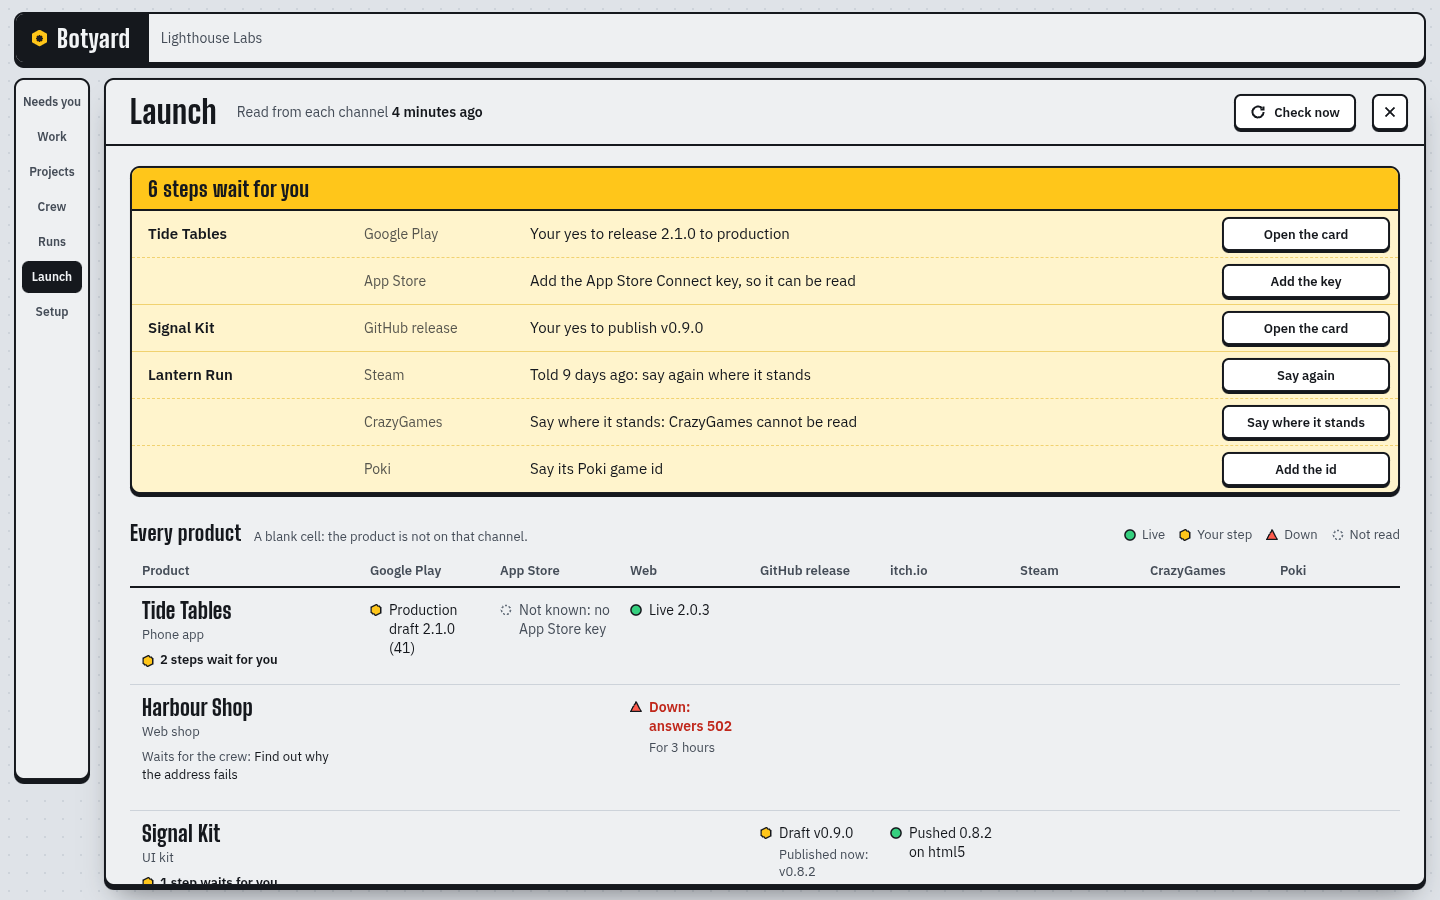 Botyard
Lighthouse Labs
Needs you
Work
Projects
Crew
Runs
Launch
Setup
Launch
Read from each channel 4 minutes ago
Check now
6 steps wait for you
Tide Tables Google Play Your yes to release 2.1.0 to production Open the card
App Store Add the App Store Connect key, so it can be read Add the key
Signal Kit GitHub release Your yes to publish v0.9.0 Open the card
Lantern Run Steam Told 9 days ago: say again where it stands Say again
CrazyGames Say where it stands: CrazyGames cannot be read Say where it stands
Poki Say its Poki game id Add the id
Every product A blank cell: the product is not on that channel.
Live Your step Down Not read
Product Google Play App Store Web GitHub release itch.io Steam CrazyGames Poki
Tide Tables
Phone app
2 steps wait for you
Production
draft 2.1.0
(41)
Not known: no
App Store key
Live 2.0.3
Harbour Shop
Web shop
Waits for the crew: Find out why
the address fails
Down:
answers 502
For 3 hours
Signal Kit
UI kit
1 step waits for you
Draft v0.9.0
Published now:
v0.8.2
Pushed 0.8.2
on html5